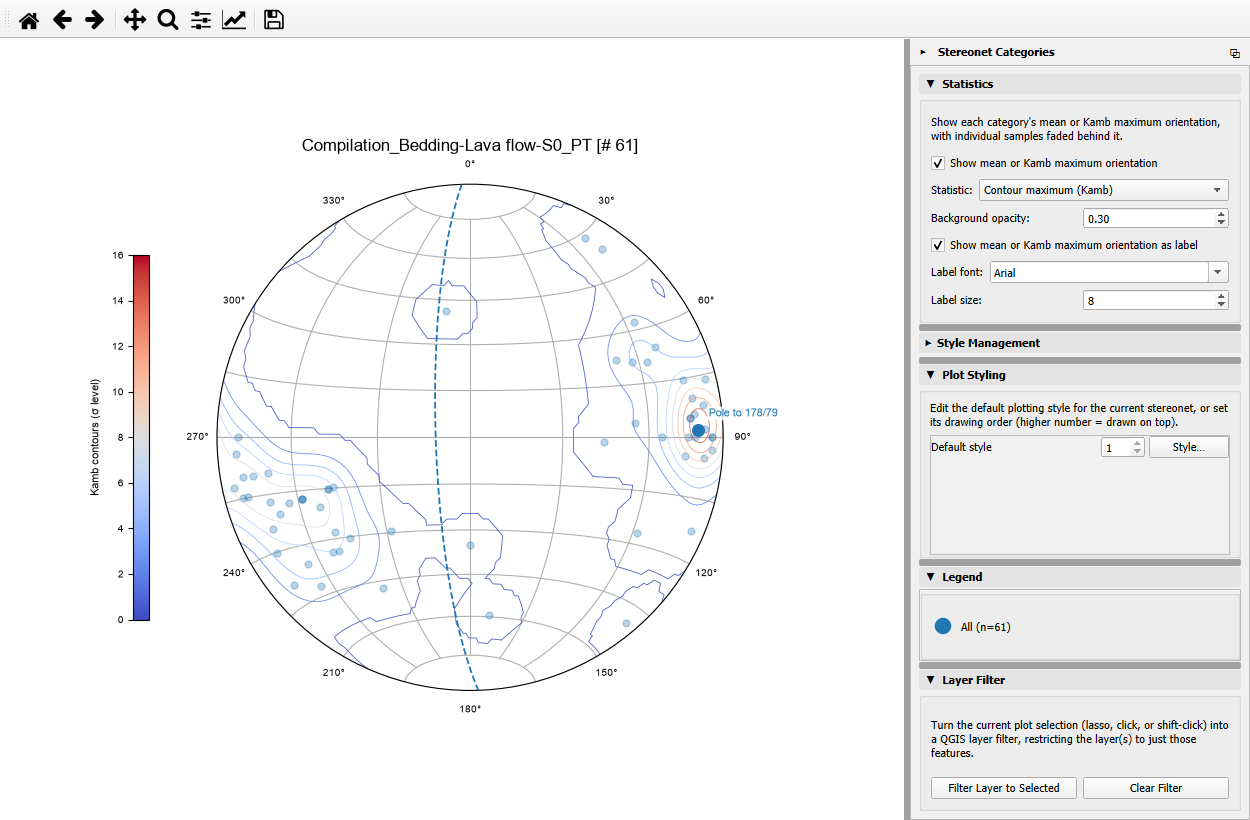 Compilation_Bedding-Lava flow-S0_PT [# 61]
0°
30°
60°
90°
120°
150°
180°
210°
240°
270°
300°
330°
Pole to 178/79
16
14
12
10
8
6
4
2
0
Kamb contours (σ level)
Stereonet Categories
Statistics
Show each category's mean or Kamb maximum orientation,
with individual samples faded behind it.
Show mean or Kamb maximum orientation
Statistic: Contour maximum (Kamb)
Background opacity: 0.30
Show mean or Kamb maximum orientation as label
Label font: Arial
Label size: 8
Style Management
Plot Styling
Edit the default plotting style for the current stereonet, or set
its drawing order (higher number = drawn on top).
Default style 1 Style...
Legend
All (n=61)
Layer Filter
Turn the current plot selection (lasso, click, or shift-click) into
a QGIS layer filter, restricting the layer(s) to just those
features.
Filter Layer to Selected Clear Filter